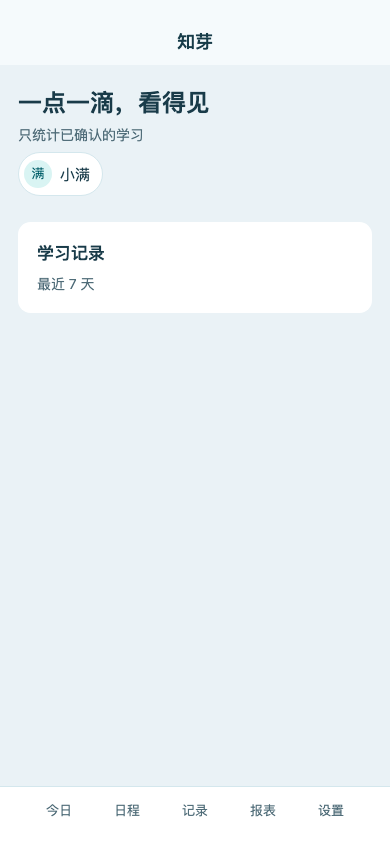 知芽
一点一滴，看得见
只统计已确认的学习
满 小满
学习记录
最近 7 天
今日 日程 记录 报表 设置